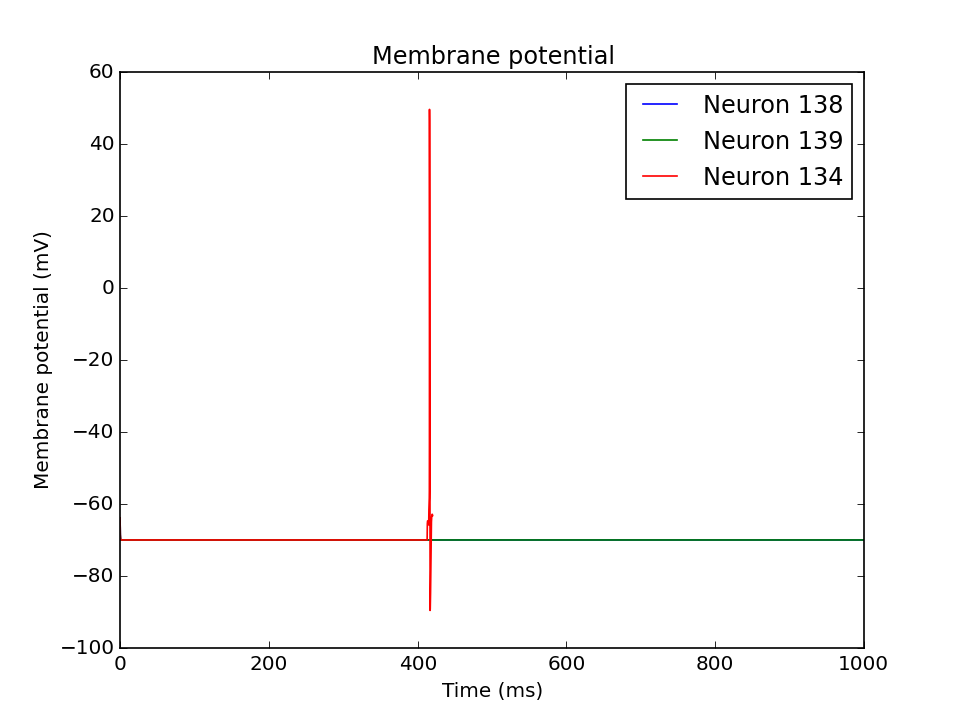 Membrane potential
60
40
20
0
−20
−40
−60
−80
−100
Membrane potential (mV)
Neuron 138
Neuron 139
Neuron 134
0 200 400 600 800 1000
Time (ms)